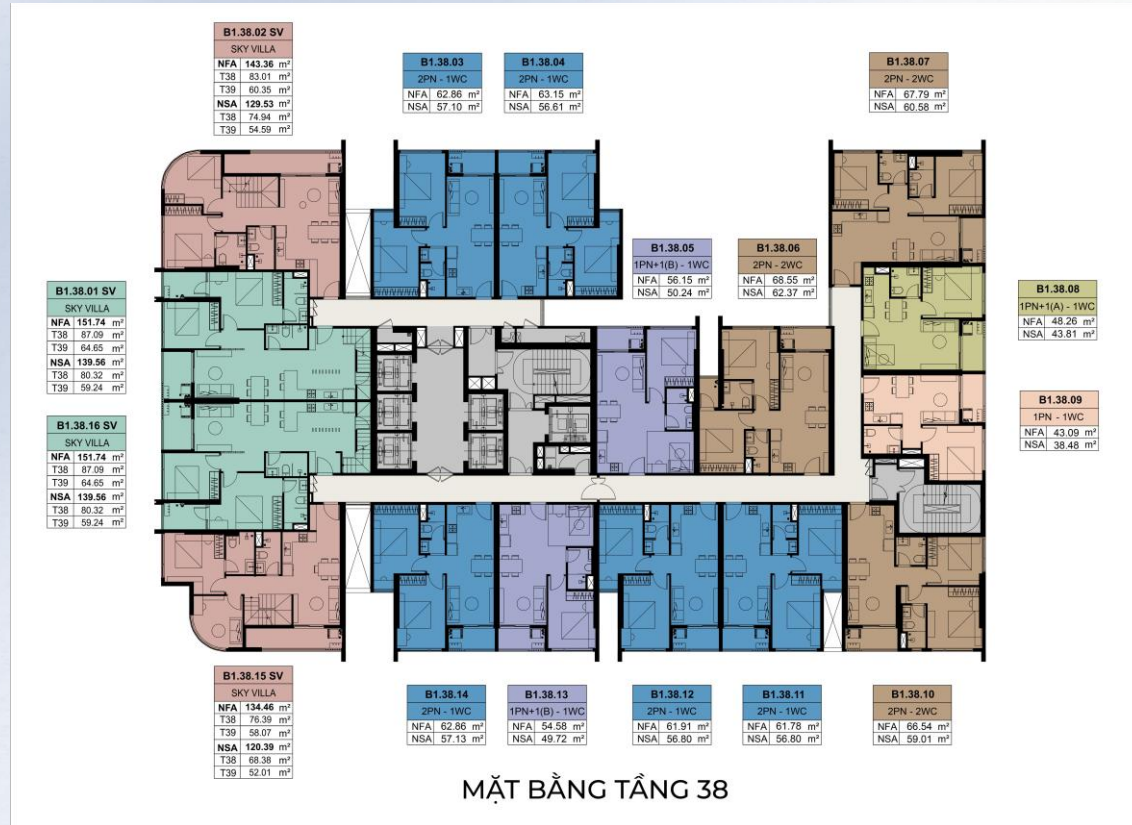 B1.38.02 SV
SKY VILLA
NFA 143.36 m²
T38 83.01 m²
T39 60.35 m²
NSA 129.53 m²
T38 74.94 m²
T39 54.59 m²
B1.38.03
2PN - 1WC
NFA 62.86 m²
NSA 57.10 m²
B1.38.04
2PN - 1WC
NFA 63.15 m²
NSA 56.61 m²
B1.38.07
2PN - 2WC
NFA 67.79 m²
NSA 60.58 m²
B1.38.05
1PN+1(B) - 1WC
NFA 56.15 m²
NSA 50.24 m²
B1.38.06
2PN - 2WC
NFA 68.55 m²
NSA 62.37 m²
B1.38.01 SV
SKY VILLA
NFA 151.74 m²
T38 87.09 m²
T39 64.65 m²
NSA 139.56 m²
T38 80.32 m²
T39 59.24 m²
B1.38.08
1PN+1(A) - 1WC
NFA 48.26 m²
NSA 43.81 m²
B1.38.16 SV
SKY VILLA
NFA 151.74 m²
T38 87.09 m²
T39 64.65 m²
NSA 139.56 m²
T38 80.32 m²
T39 59.24 m²
B1.38.09
1PN - 1WC
NFA 43.09 m²
NSA 38.48 m²
B1.38.15 SV
SKY VILLA
NFA 134.46 m²
T38 76.39 m²
T39 58.07 m²
NSA 120.39 m²
T38 68.38 m²
T39 52.01 m²
B1.38.14
2PN - 1WC
NFA 62.86 m²
NSA 57.13 m²
B1.38.13
1PN+1(B) - 1WC
NFA 54.58 m²
NSA 49.72 m²
B1.38.12
2PN - 1WC
NFA 61.91 m²
NSA 56.80 m²
B1.38.11
2PN - 1WC
NFA 61.78 m²
NSA 56.80 m²
B1.38.10
2PN - 2WC
NFA 66.54 m²
NSA 59.01 m²
MẶT BẰNG TẦNG 38